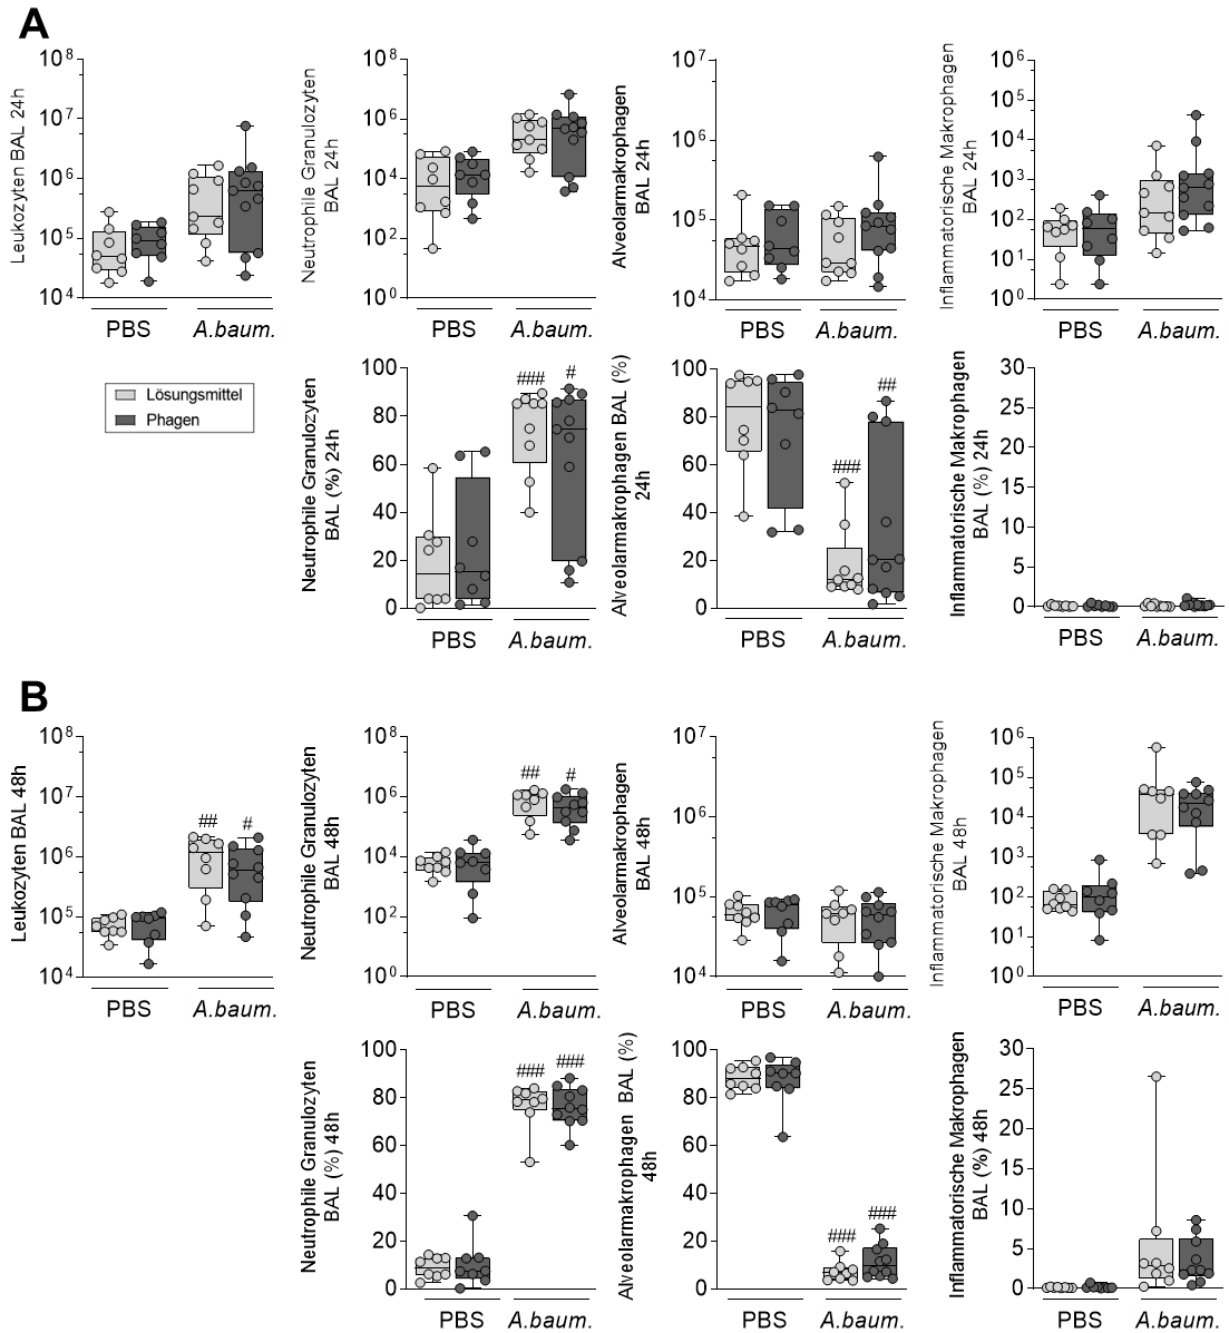 A
Leukozyten BAL 24h
10⁸
10⁷
10⁶
10⁵
10⁴
PBS
A.baum.
Neutrophile Granulozyten
BAL 24h
10⁸
10⁶
10⁴
10²
10⁰
PBS
A.baum.
Alveolarmakrophagen
BAL 24h
10⁷
10⁶
10⁵
10⁴
PBS
A.baum.
Inflammatorische Makrophagen
BAL 24h
10⁶
10⁵
10⁴
10³
10²
10¹
10⁰
PBS
A.baum.
Lösungsmittel
Phagen
Neutrophile Granulozyten
BAL (%) 24h
100
80
60
40
20
0
###
#
PBS
A.baum.
Alveolarmakrophagen BAL (%)
24h
100
80
60
40
20
0
###
##
PBS
A.baum.
Inflammatorische Makrophagen
BAL (%) 24h
30
25
20
15
10
5
0
PBS
A.baum.
B
Leukozyten BAL 48h
10⁸
10⁷
10⁶
10⁵
10⁴
##
#
PBS
A.baum.
Neutrophile Granulozyten
BAL 48h
10⁸
10⁶
10⁴
10²
10⁰
##
#
PBS
A.baum.
Alveolarmakrophagen
BAL 48h
10⁷
10⁶
10⁵
10⁴
PBS
A.baum.
Inflammatorische Makrophagen
BAL 48h
10⁶
10⁵
10⁴
10³
10²
10¹
10⁰
PBS
A.baum.
Neutrophile Granulozyten
BAL (%) 48h
100
80
60
40
20
0
###
###
PBS
A.baum.
Alveolarmakrophagen BAL (%)
48h
100
80
60
40
20
0
###
###
PBS
A.baum.
Inflammatorische Makrophagen
BAL (%) 48h
30
25
20
15
10
5
0
PBS
A.baum.